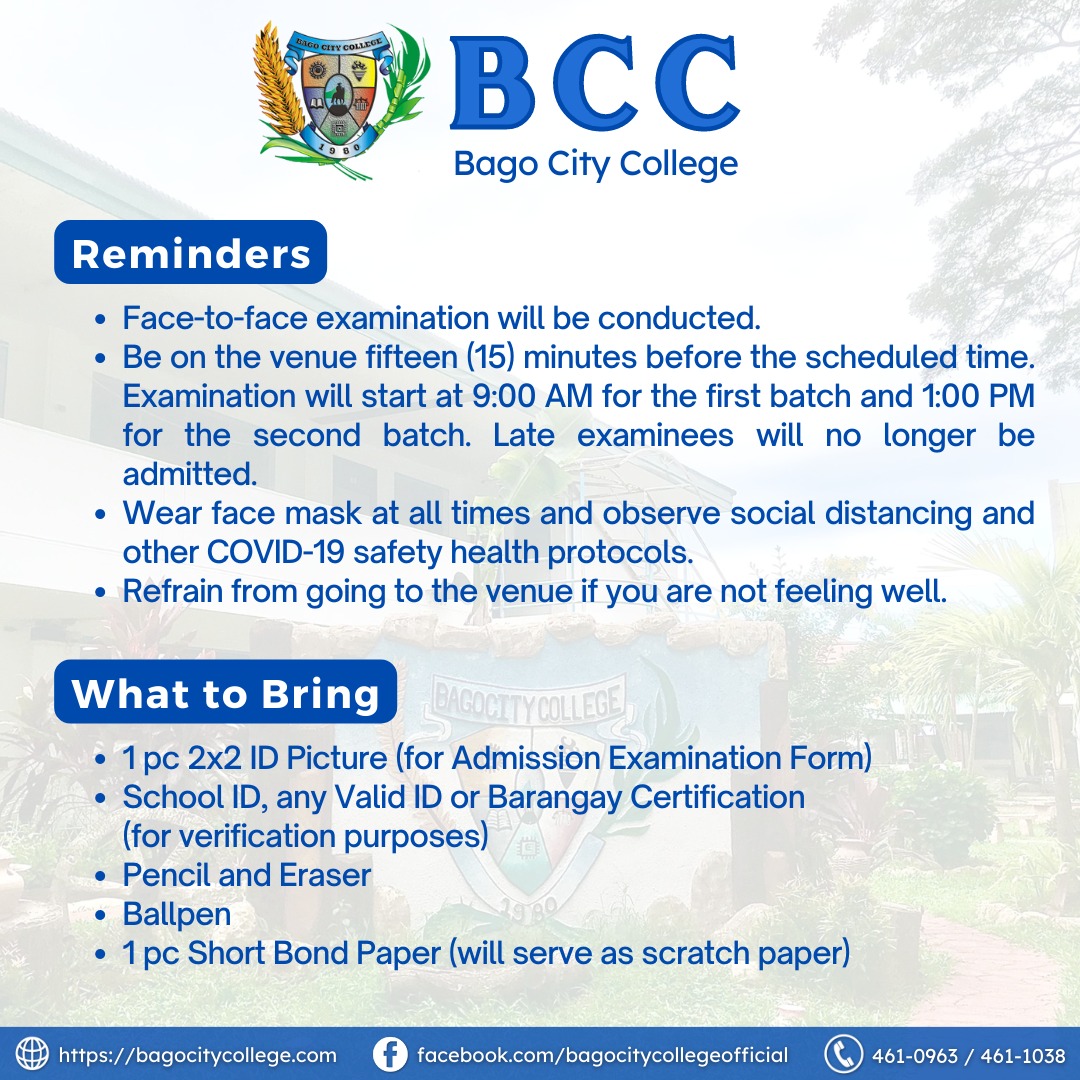 BAGO CITY COLLEGE
1980
BCC
Bago City College
Reminders
• Face-to-face examination will be conducted.
• Be on the venue fifteen (15) minutes before the scheduled time.
Examination will start at 9:00 AM for the first batch and 1:00 PM
for the second batch. Late examinees will no longer be
admitted.
• Wear face mask at all times and observe social distancing and
other COVID-19 safety health protocols.
• Refrain from going to the venue if you are not feeling well.
BAGO CITY COLLEGE
What to Bring
• 1 pc 2x2 ID Picture (for Admission Examination Form)
• School ID, any Valid ID or Barangay Certification
(for verification purposes)
• Pencil and Eraser
• Ballpen
1980
• 1 pc Short Bond Paper (will serve as scratch paper)
https://bagocitycollege.com
facebook.com/bagocitycollegeofficial
461-0963 / 461-1038